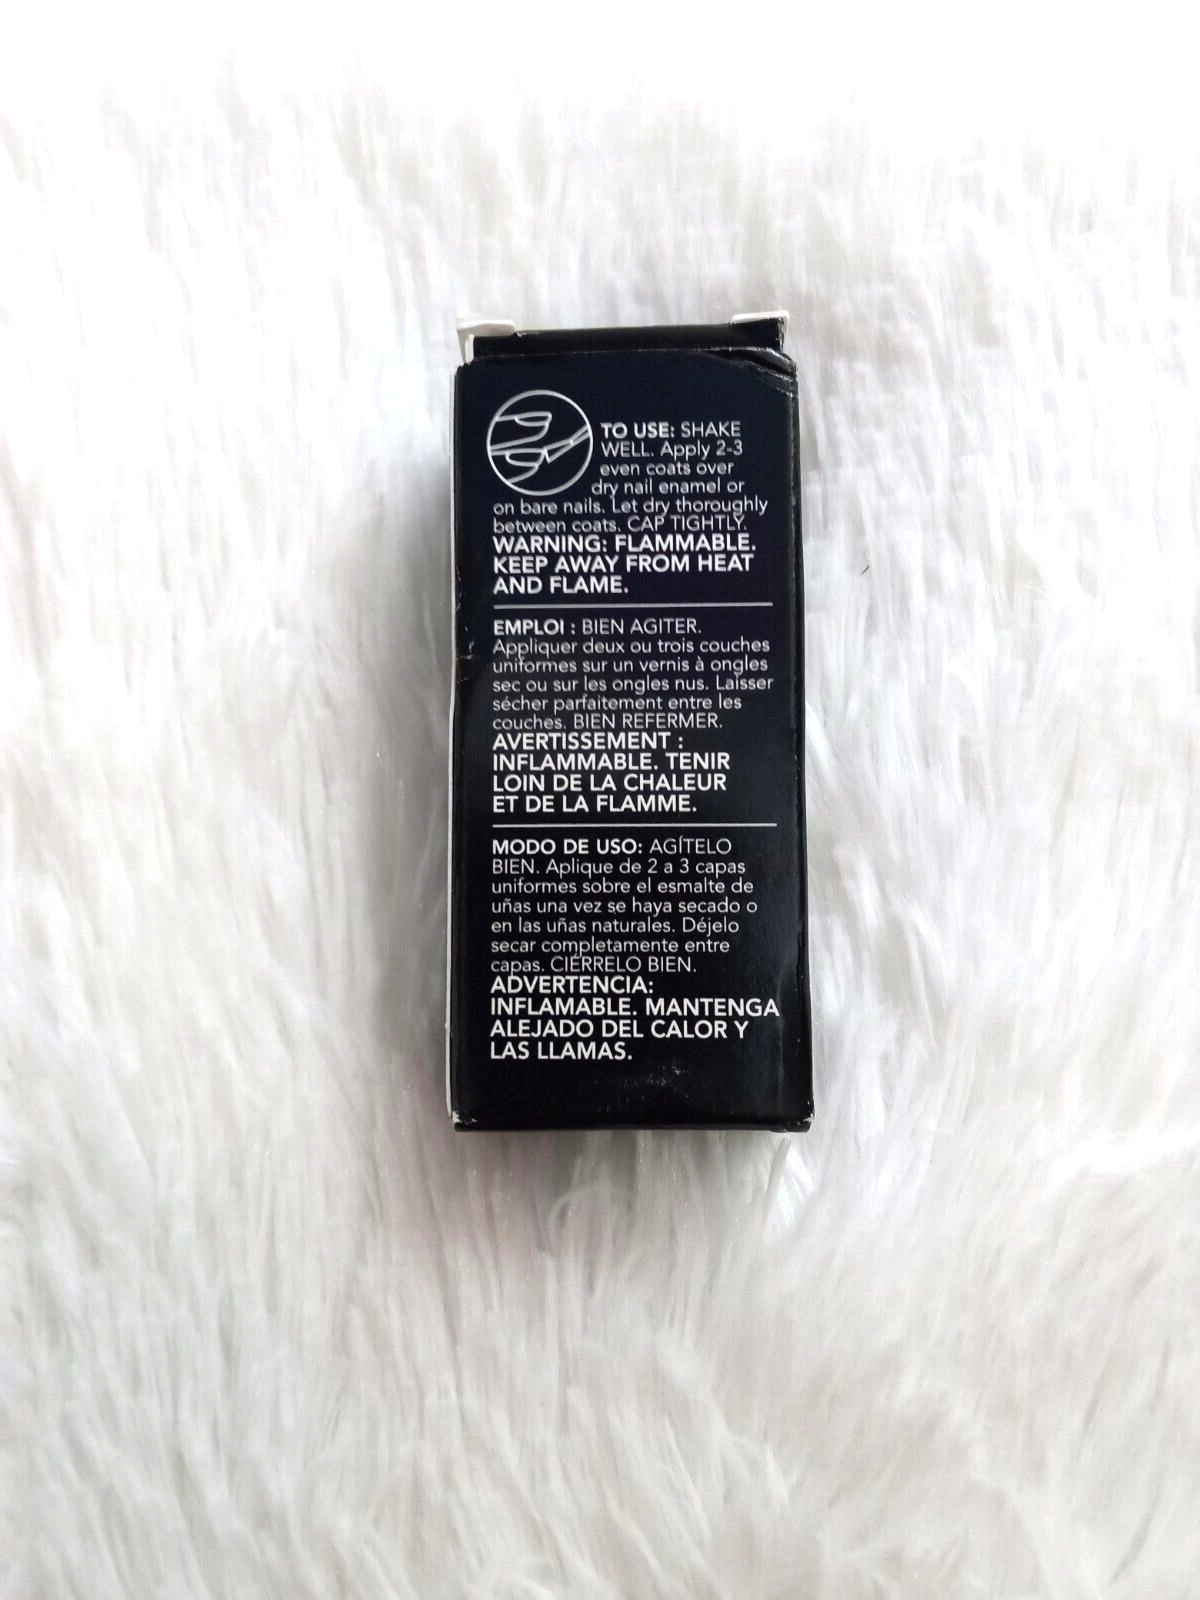 TO USE: SHAKE
WELL. Apply 2-3
even coats over
dry nail enamel or
on bare nails. Let dry thoroughly
between coats. CAP TIGHTLY.
WARNING: FLAMMABLE.
KEEP AWAY FROM HEAT
AND FLAME.
EMPLOI : BIEN AGITER.
Appliquer deux ou trois couches
uniformes sur un vernis à ongles
sec ou sur les ongles nus. Laisser
sécher parfaitement entre les
couches. BIEN REFERMER.
AVERTISSEMENT :
INFLAMMABLE. TENIR
LOIN DE LA CHALEUR
ET DE LA FLAMME.
MODO DE USO: AGÍTELO
BIEN. Aplique de 2 a 3 capas
uniformes sobre el esmalte de
uñas una vez se haya secado o
en las uñas naturales. Déjelo
secar completamente entre
capas. CIÉRRELO BIEN.
ADVERTENCIA:
INFLAMABLE. MANTENGA
ALEJADO DEL CALOR Y
LAS LLAMAS.